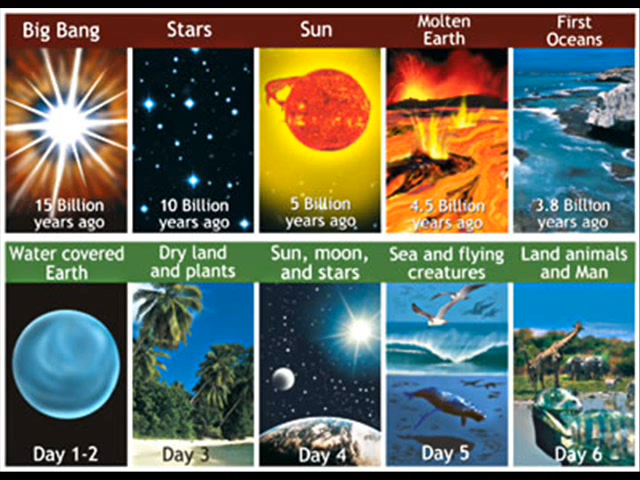 Big Bang
Stars
Sun
Molten
Earth
First
Oceans
15 Billion
years ago
10 Billion
years ago
5 Billion
years ago
4.5 Billion
years ago
3.8 Billion
years ago
Water covered
Earth
Dry land
and plants
Sun, moon,
and stars
Sea and flying
creatures
Land animals
and Man
Day 1-2
Day 3
Day 4
Day 5
Day 6